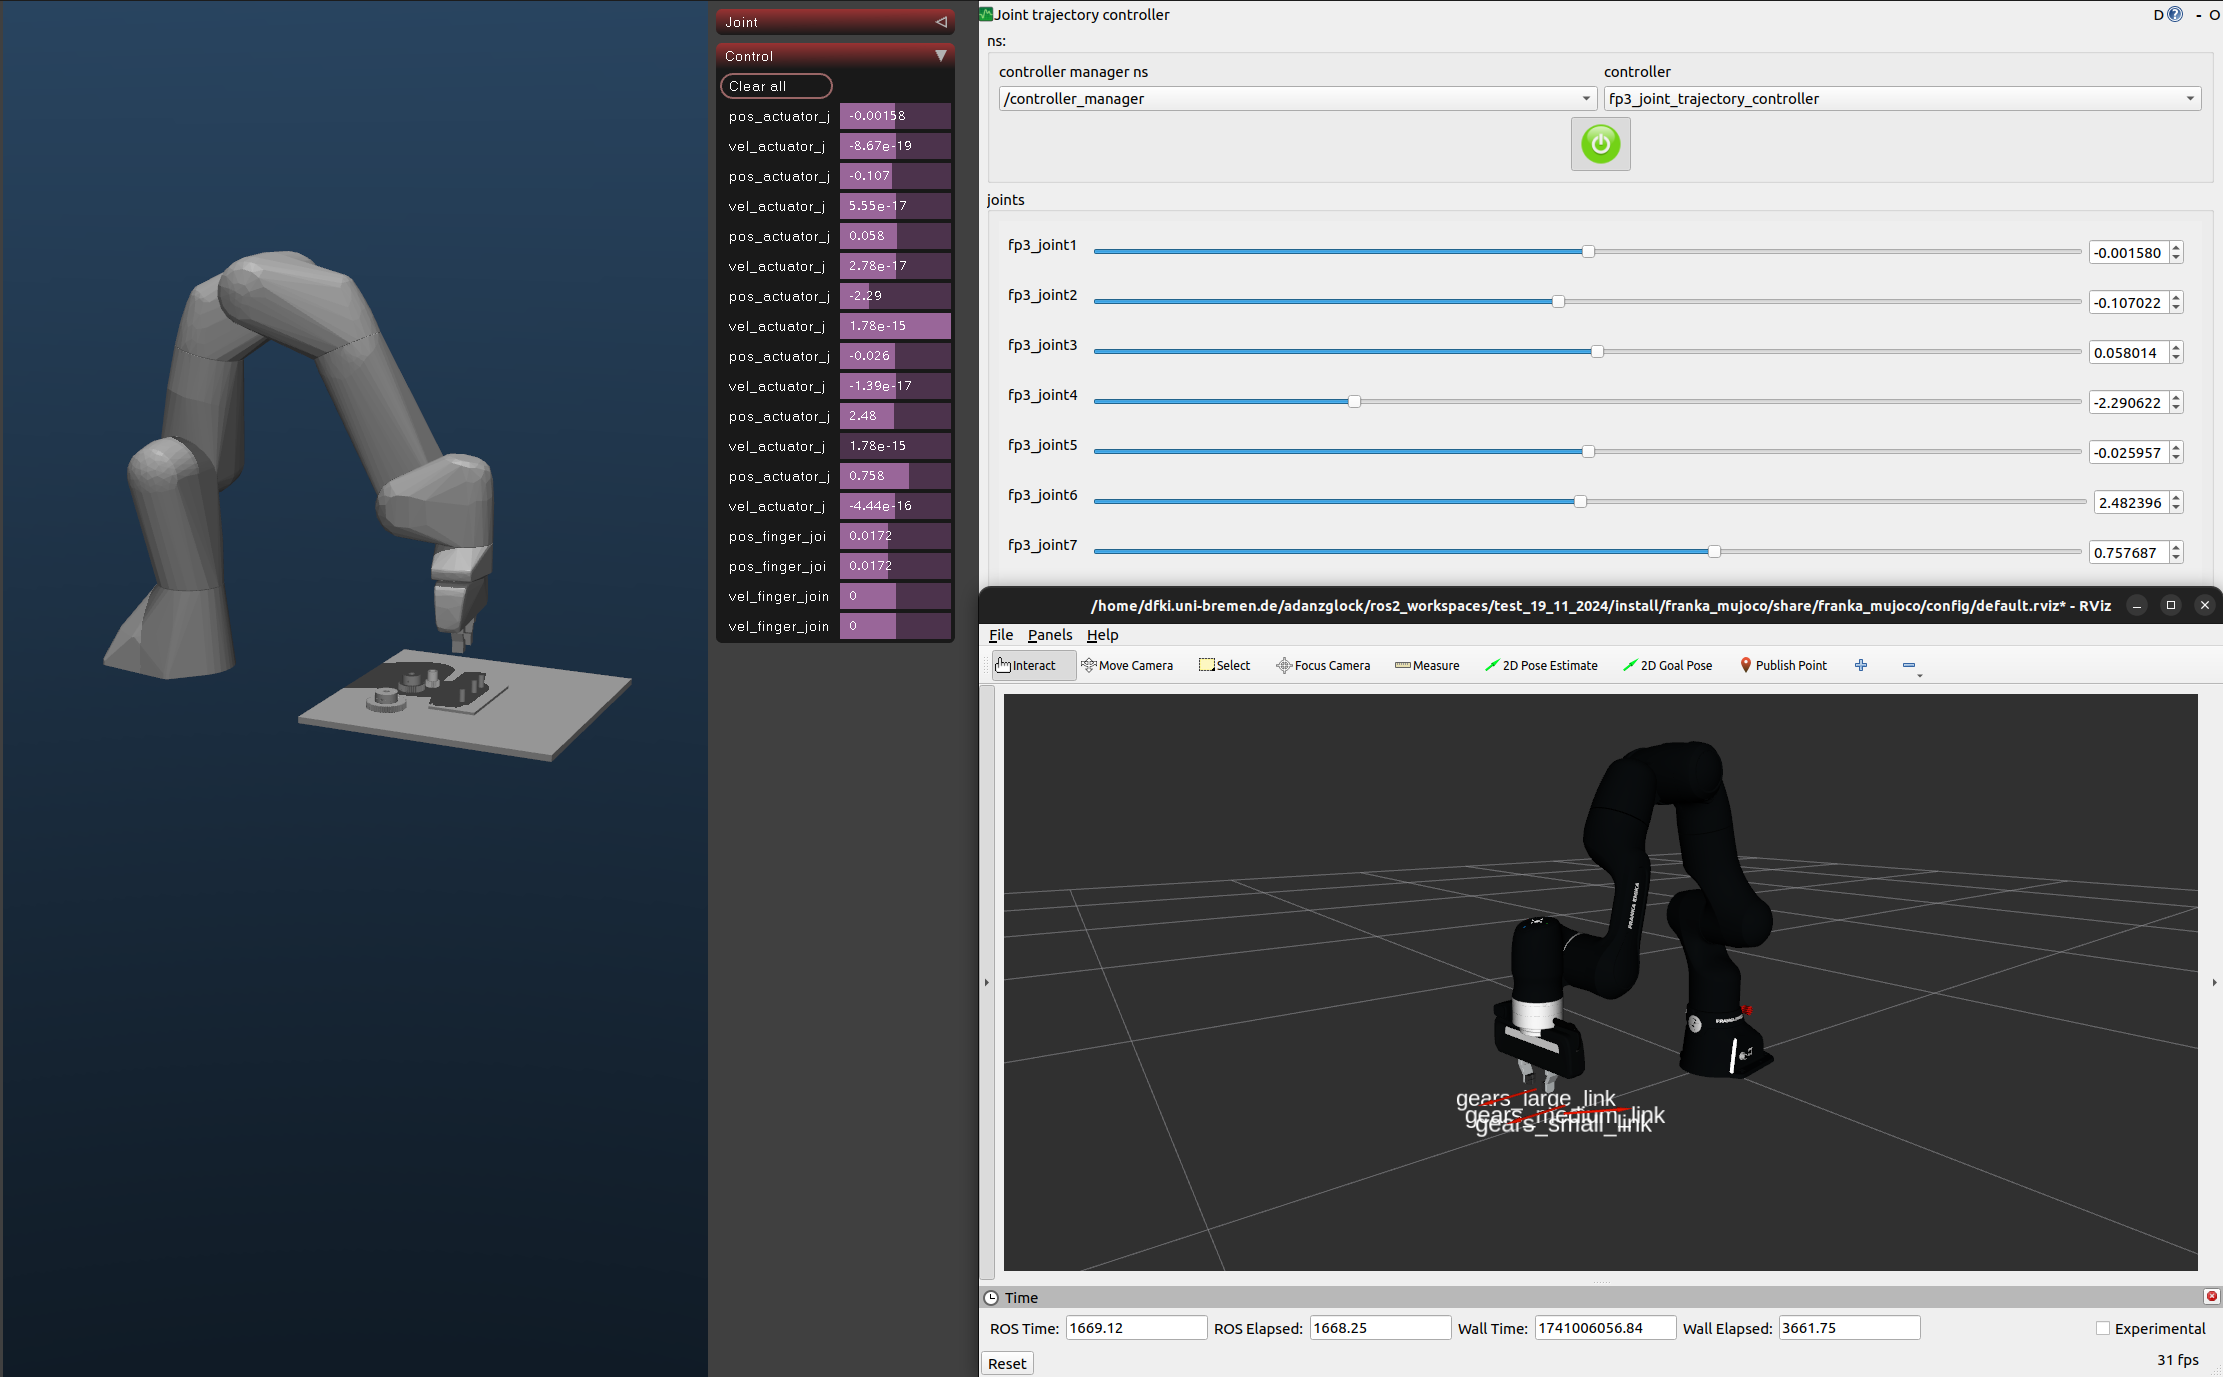 Joint
Control
Clear all
pos_actuator_j -0.00158
vel_actuator_j -8.67e-19
pos_actuator_j -0.107
vel_actuator_j 5.55e-17
pos_actuator_j 0.058
vel_actuator_j 2.78e-17
pos_actuator_j -2.29
vel_actuator_j 1.78e-15
pos_actuator_j -0.026
vel_actuator_j -1.39e-17
pos_actuator_j 2.48
vel_actuator_j 1.78e-15
pos_actuator_j 0.758
vel_actuator_j -4.44e-16
pos_finger_joi 0.0172
pos_finger_joi 0.0172
vel_finger_join 0
vel_finger_join 0
Joint trajectory controller D ? - O
ns:
controller manager ns controller
/controller_manager fp3_joint_trajectory_controller
joints
fp3_joint1 -0.001580
fp3_joint2 -0.107022
fp3_joint3 0.058014
fp3_joint4 -2.290622
fp3_joint5 -0.025957
fp3_joint6 2.482396
fp3_joint7 0.757687
/home/dfki.uni-bremen.de/adanzglock/ros2_workspaces/test_19_11_2024/install/franka_mujoco/share/franka_mujoco/config/default.rviz* - RViz
File Panels Help
Interact Move Camera Select Focus Camera Measure 2D Pose Estimate 2D Goal Pose Publish Point
FRANKA EMIKA
gears_large_link
gears_medium_link
gears_small_link
Time
ROS Time: 1669.12 ROS Elapsed: 1668.25 Wall Time: 1741006056.84 Wall Elapsed: 3661.75 Experimental
Reset 31 fps